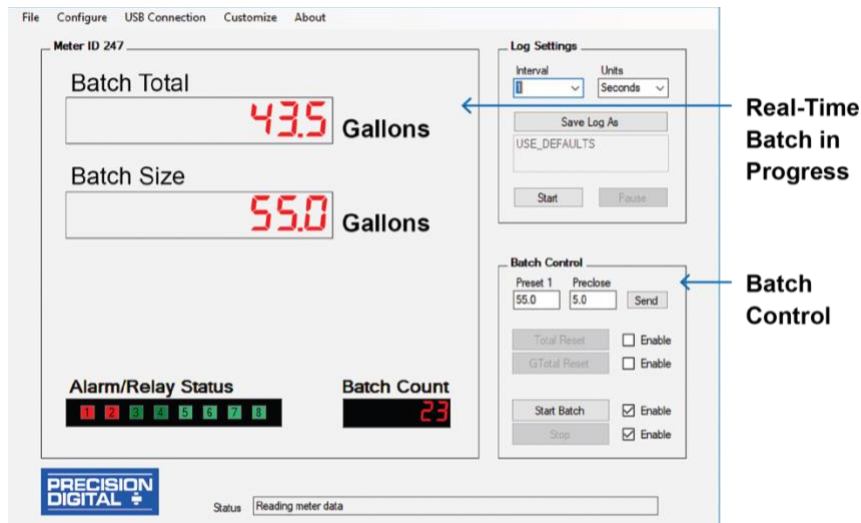 File Configure USB Connection Customize About
Meter ID 247
Batch Total
43.5 Gallons
Batch Size
55.0 Gallons
Alarm/Relay Status
1 2 3 4 5 6 7 8
Batch Count
23
Log Settings
Interval Units
1 Seconds
Save Log As
USE_DEFAULTS
Start Pause
Batch Control
Preset 1 Preclose
55.0 5.0 Send
Total Reset Enable
GTotal Reset Enable
Start Batch Enable
Stop Enable
Real-Time
Batch in
Progress
Batch
Control
PRECISION
DIGITAL
Status Reading meter data